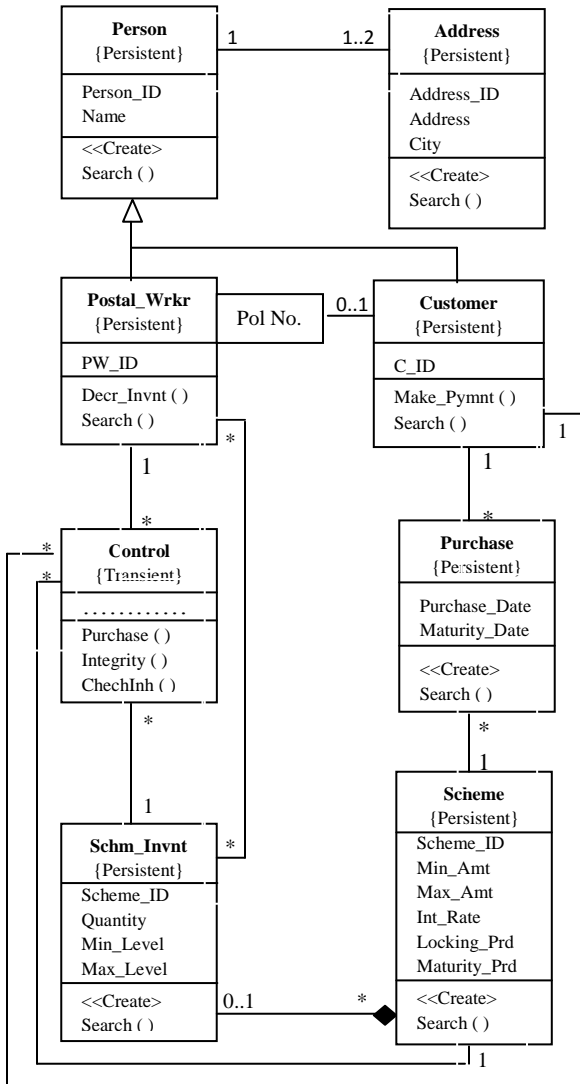 Person
{Persistent}
Person_ID
Name
<<Create>
Search ( )
1
1..2
Address
{Persistent}
Address_ID
Address
City
<<Create>
Search ( )
Postal_Wrkr
{Persistent}
PW_ID
Decr_Invnt ( )
Search ( )
Pol No.
0..1
Customer
{Persistent}
C_ID
Make_Pymnt ( )
Search ( )
1
*
1
1
*
*
*
*
Control
{Transient}
. . . . . . . . . . . .
Purchase ( )
Integrity ( )
ChechInh ( )
Purchase
{Persistent}
Purchase_Date
Maturity_Date
<<Create>
Search ( )
*
*
1
1
Schm_Invnt
{Persistent}
Scheme_ID
Quantity
Min_Level
Max_Level
<<Create>
Search ( )
*
0..1
*
Scheme
{Persistent}
Scheme_ID
Min_Amt
Max_Amt
Int_Rate
Locking_Prd
Maturity_Prd
<<Create>
Search ( )
1